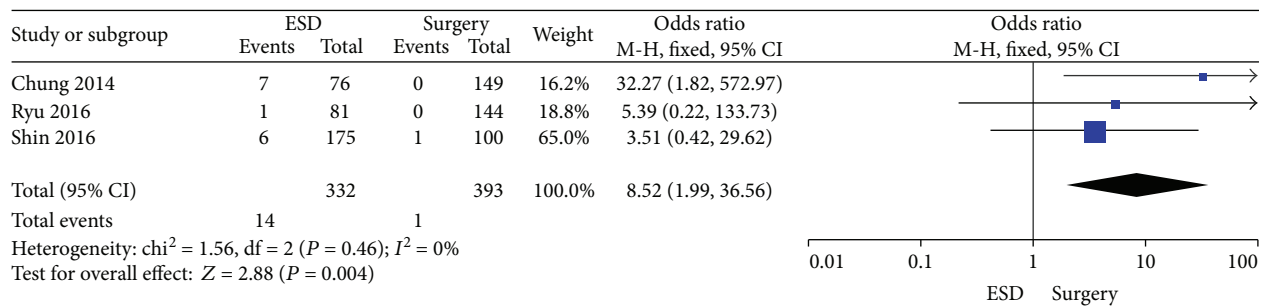 Study or subgroup ESD Surgery Weight Odds ratio Odds ratio
Events Total Events Total M-H, fixed, 95% CI M-H, fixed, 95% CI
Chung 2014 7 76 0 149 16.2% 32.27 (1.82, 572.97)
Ryu 2016 1 81 0 144 18.8% 5.39 (0.22, 133.73)
Shin 2016 6 175 1 100 65.0% 3.51 (0.42, 29.62)
Total (95% CI) 332 393 100.0% 8.52 (1.99, 36.56)
Total events 14 1
Heterogeneity: chi² = 1.56, df = 2 (P = 0.46); I² = 0%
Test for overall effect: Z = 2.88 (P = 0.004)
0.01 0.1 1 10 100
ESD Surgery